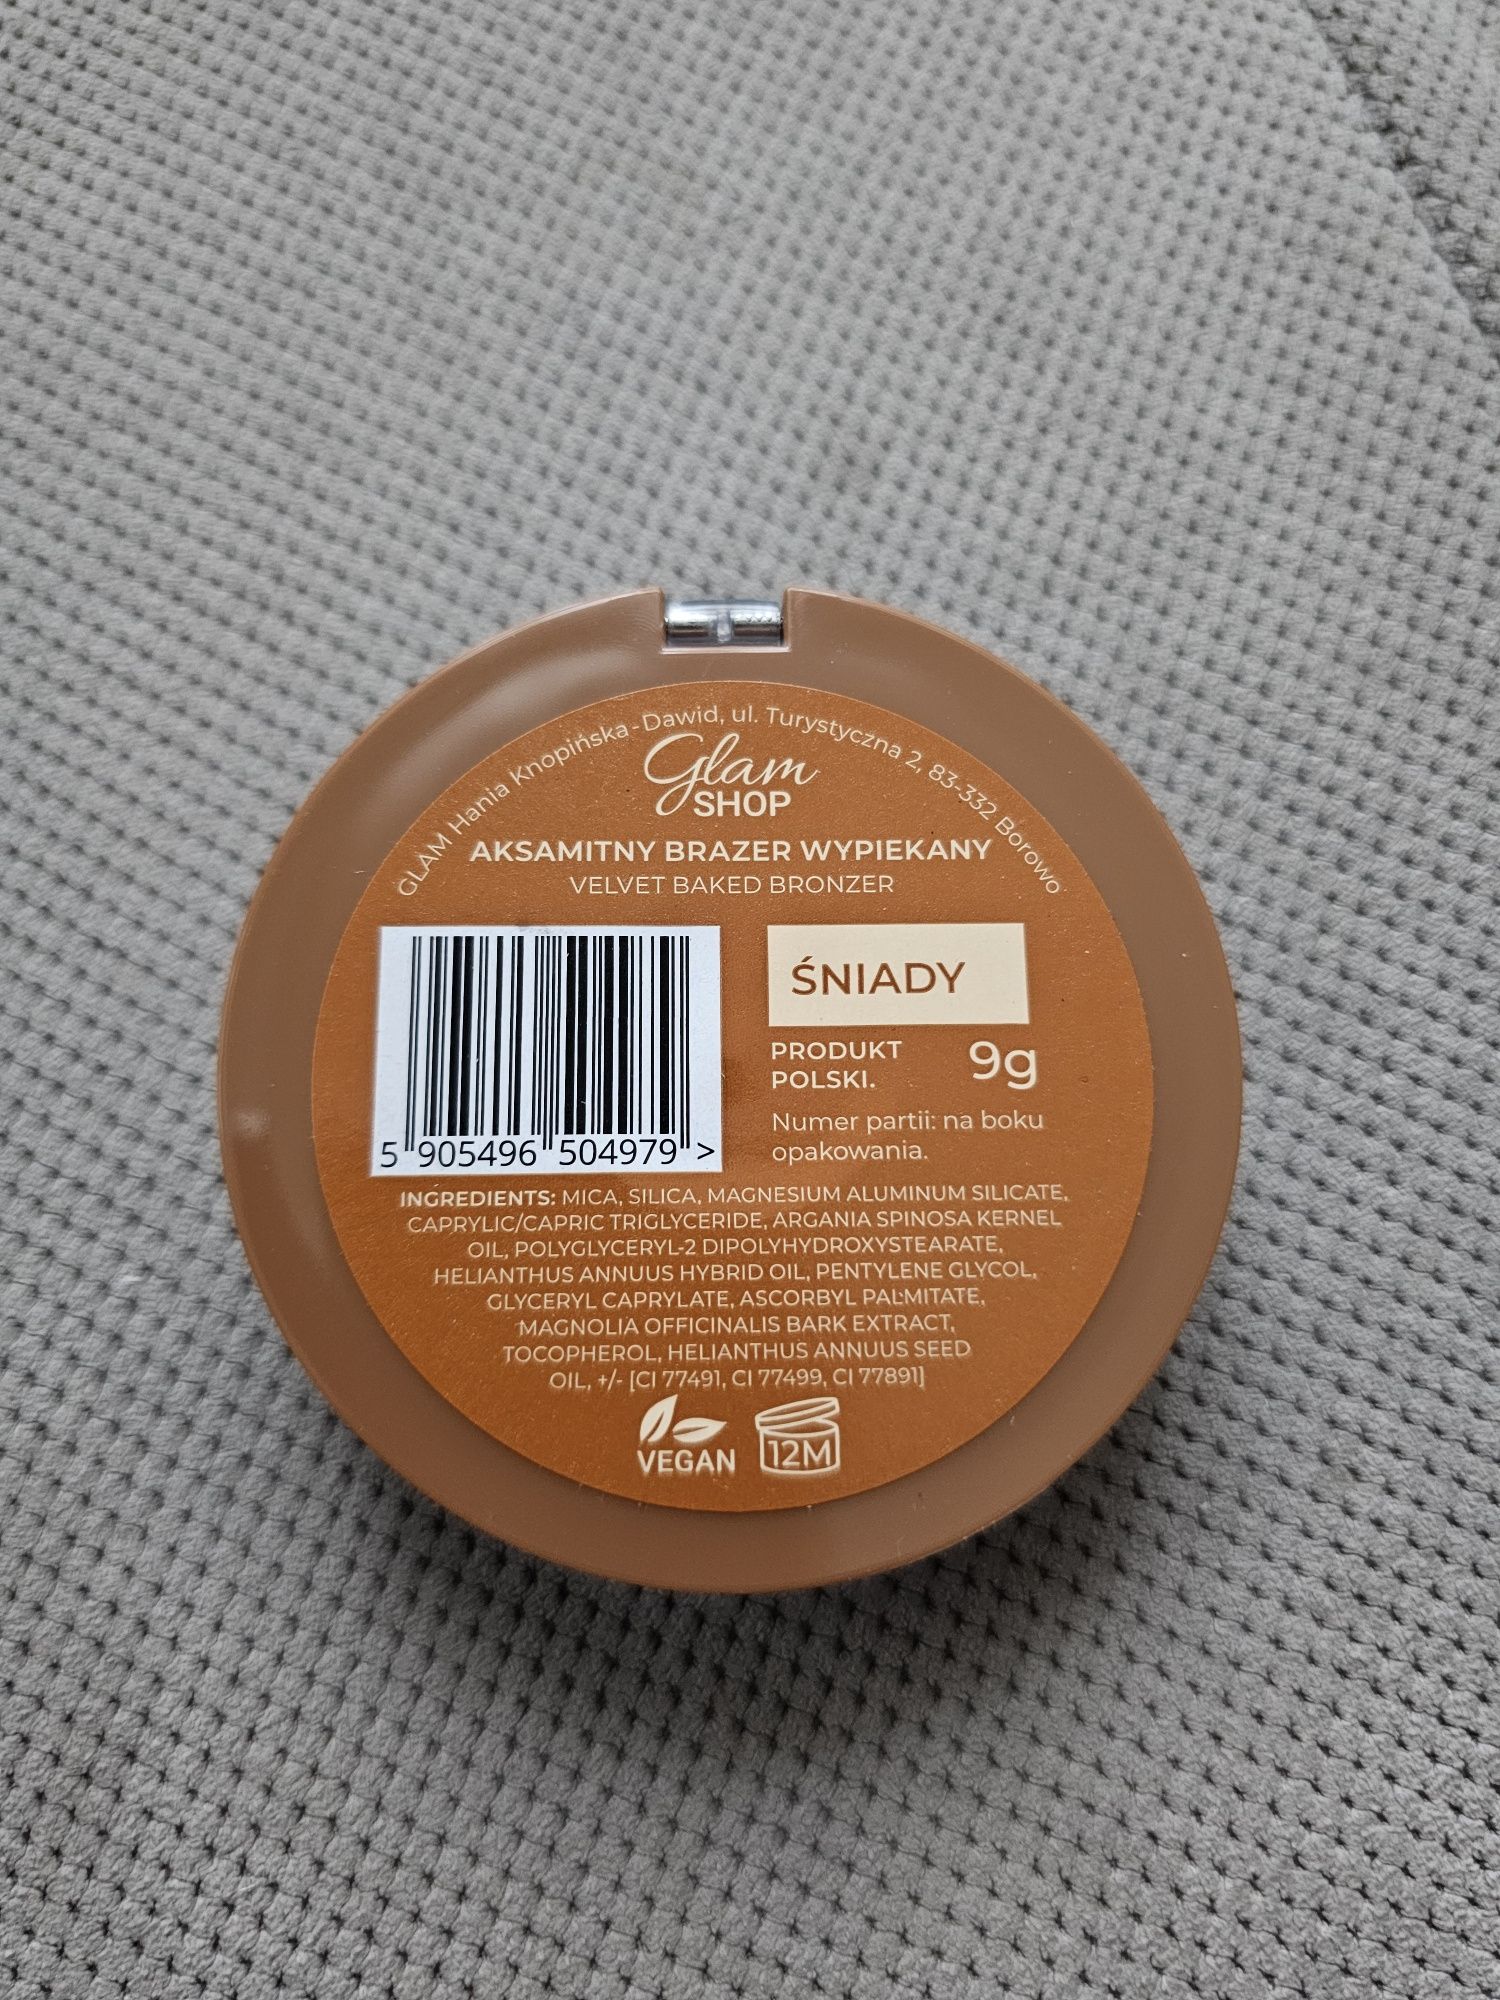 GLAM Hania Knopińska-Dawid, ul. Turystyczna 2, 83-332 Borowo
Glam
SHOP
AKSAMITNY BRAZER WYPIEKANY
VELVET BAKED BRONZER
ŚNIADY
PRODUKT
POLSKI.
9g
Numer partii: na boku
opakowania.
5 905496 504979 >
INGREDIENTS: MICA, SILICA, MAGNESIUM ALUMINUM SILICATE,
CAPRYLIC/CAPRIC TRIGLYCERIDE, ARGANIA SPINOSA KERNEL
OIL, POLYGLYCERYL-2 DIPOLYHYDROXYSTEARATE,
HELIANTHUS ANNUUS HYBRID OIL, PENTYLENE GLYCOL,
GLYCERYL CAPRYLATE, ASCORBYL PALMITATE,
MAGNOLIA OFFICINALIS BARK EXTRACT,
TOCOPHEROL, HELIANTHUS ANNUUS SEED
OIL, +/- [CI 77491, CI 77499, CI 77891]
VEGAN
12M